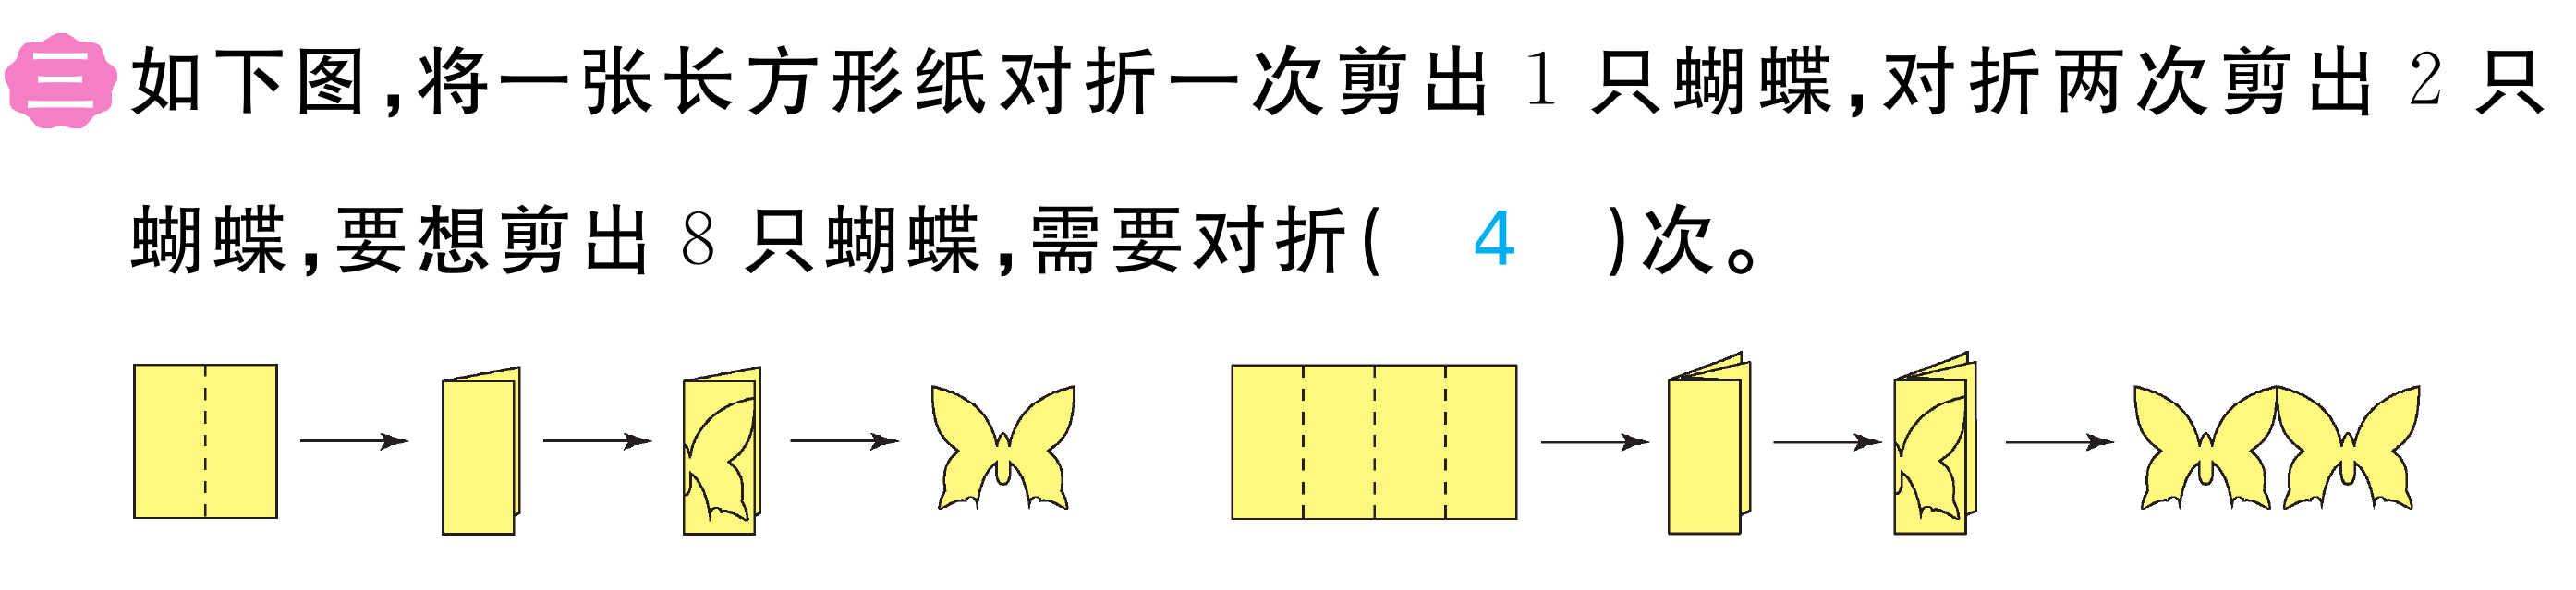 三 如下图,将一张长方形纸对折一次剪出 1 只蝴蝶,对折两次剪出 2 只
蝴蝶,要想剪出 8 只蝴蝶,需要对折( 4 )次。